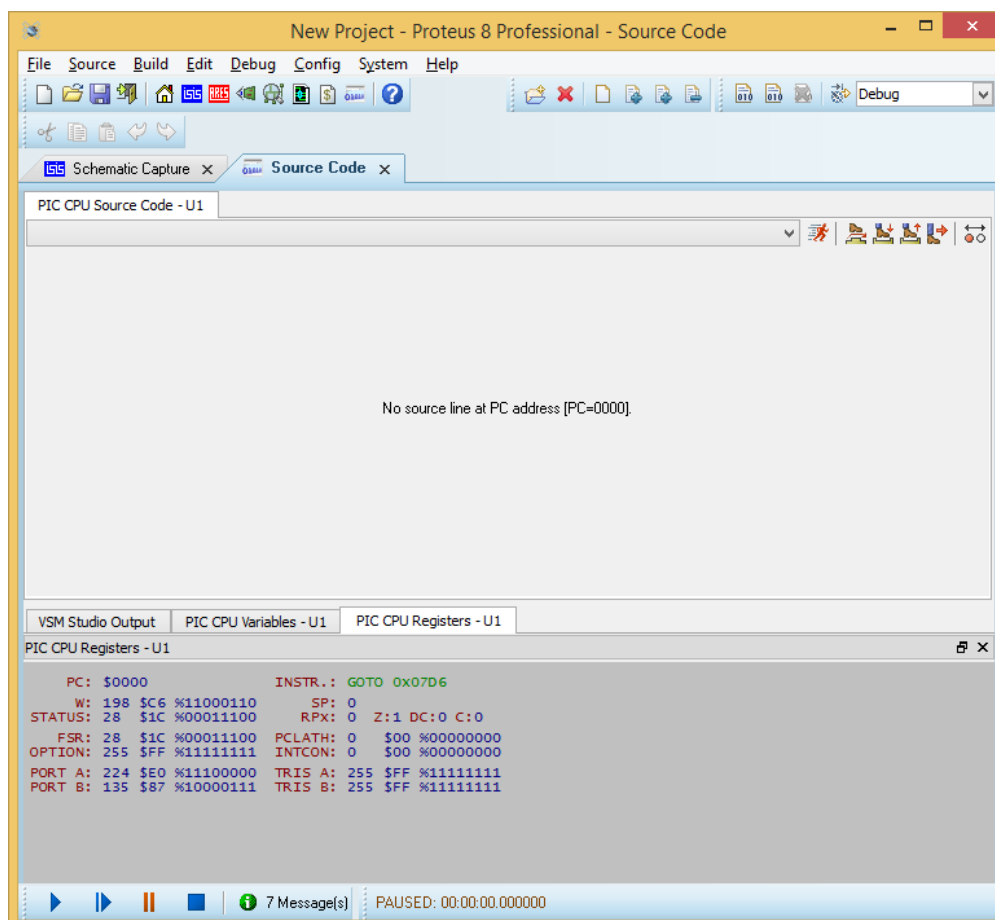 New Project - Proteus 8 Professional - Source Code
File Source Build Edit Debug Config System Help
Debug
Schematic Capture Source Code
PIC CPU Source Code - U1
No source line at PC address [PC=0000].
VSM Studio Output PIC CPU Variables - U1 PIC CPU Registers - U1
PIC CPU Registers - U1
PC: $0000 INSTR.: GOTO 0x07D6
W: 198 $C6 %11000110 SP: 0
STATUS: 28 $1C %00011100 RPX: 0 Z:1 DC:0 C:0
FSR: 28 $1C %00011100 PCLATH: 0 $00 %00000000
OPTION: 255 $FF %11111111 INTCON: 0 $00 %00000000
PORT A: 224 $E0 %11100000 TRIS A: 255 $FF %11111111
PORT B: 135 $87 %10000111 TRIS B: 255 $FF %11111111
7 Message(s) PAUSED: 00:00:00.000000